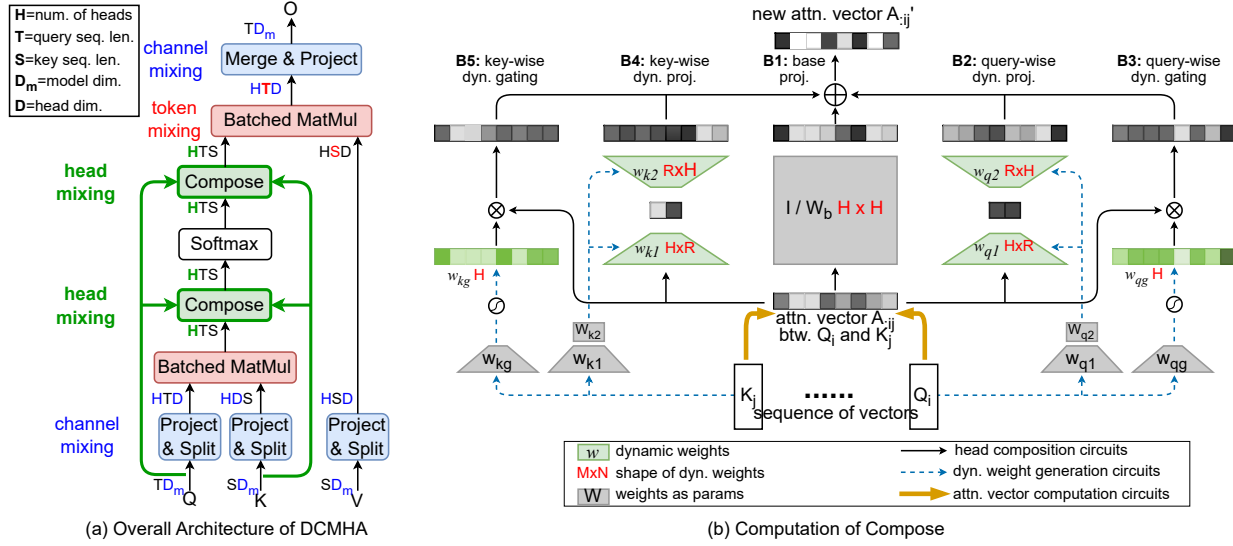 H=num. of heads
T=query seq. len.
S=key seq. len.
Dm=model dim.
D=head dim.
O
TDm
channel
mixing
Merge & Project
HTD
token
mixing
Batched MatMul
HTS
HSD
head
mixing
Compose
HTS
Softmax
HTS
head
mixing
Compose
HTS
Batched MatMul
HTD
HDS
HSD
channel
mixing
Project
& Split
Project
& Split
Project
& Split
TDm
SDm
SDm
Q
K
V
(a) Overall Architecture of DCMHA
new attn. vector A:ij'
B5: key-wise
dyn. gating
B4: key-wise
dyn. proj.
B1: base
proj.
B2: query-wise
dyn. proj.
B3: query-wise
dyn. gating
wk2 RxH
wq2 RxH
I / Wb H x H
wk1 HxR
wq1 HxR
wkg H
wqg H
attn. vector A:ij
btw. Qi and Kj
Wk2
Wq2
Wkg
Wk1
Wq1
Wqg
Kj
......
Qi
sequence of vectors
w dynamic weights
MxN shape of dyn. weights
W weights as params
head composition circuits
dyn. weight generation circuits
attn. vector computation circuits
(b) Computation of Compose